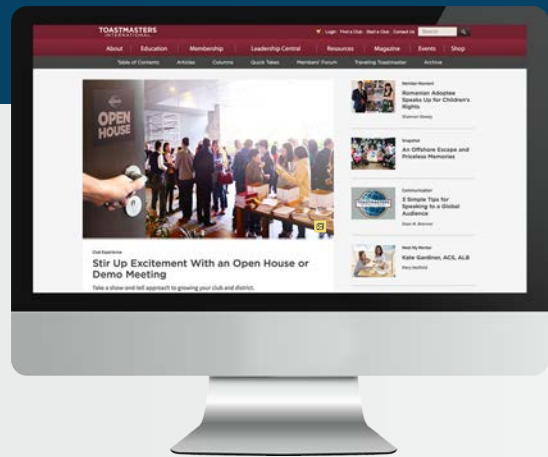 TOASTMASTERS
INTERNATIONAL
Login Find a Club Start a Club Contact Us Search
About Education Membership Leadership Central Resources Magazine Events Shop
Table of Contents Articles Columns Quick Takes Members' Forum Traveling Toastmaster Archive
OPEN
HOUSE
Club Experience
Stir Up Excitement With an Open House or
Demo Meeting
Take a show-and-tell approach to growing your club and district.
Member Moment
Romanian Adoptee
Speaks Up for Children's
Rights
Snapshot
An Offshore Escape and
Priceless Memories
Communication
3 Simple Tips for
Speaking to a Global
Audience
Meet My Mentor
Kate Gardiner, ACS, ALB
Mary Nesfield